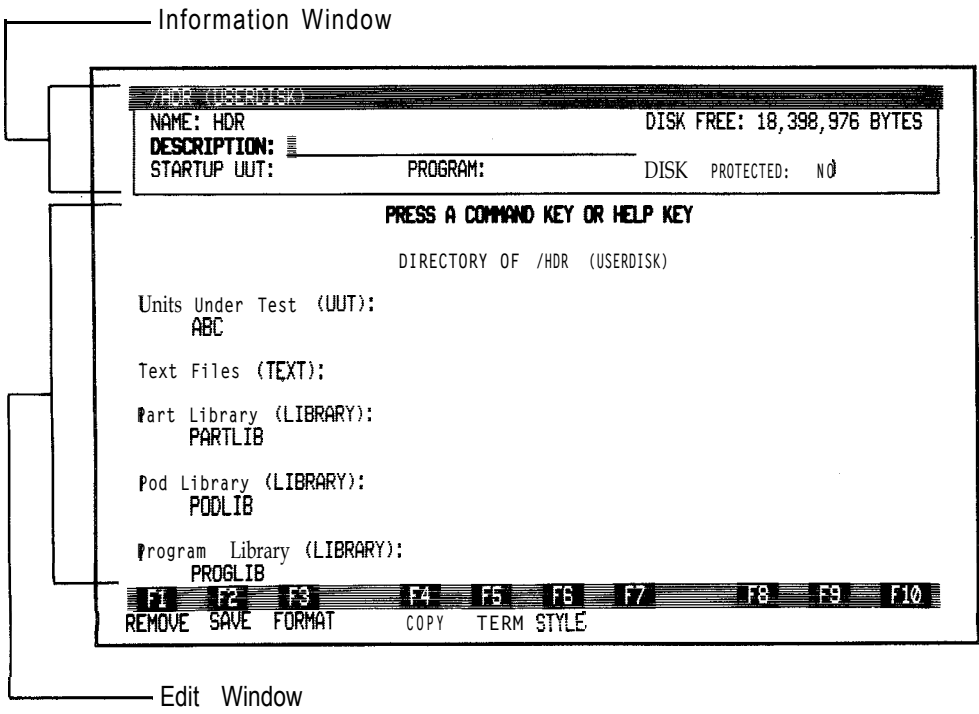 Information Window
/HDR (USERDISK)
NAME: HDR DISK FREE: 18,398,976 BYTES
DESCRIPTION:
STARTUP UUT: PROGRAM: DISK PROTECTED: NO
PRESS A COMMAND KEY OR HELP KEY
DIRECTORY OF /HDR (USERDISK)
Units Under Test (UUT):
ABC
Text Files (TEXT):
Part Library (LIBRARY):
PARTLIB
Pod Library (LIBRARY):
PODLIB
Program Library (LIBRARY):
PROGLIB
F1 F2 F3 F4 F5 F6 F7 F8 F9 F10
REMOVE SAVE FORMAT COPY TERM STYLE
Edit Window